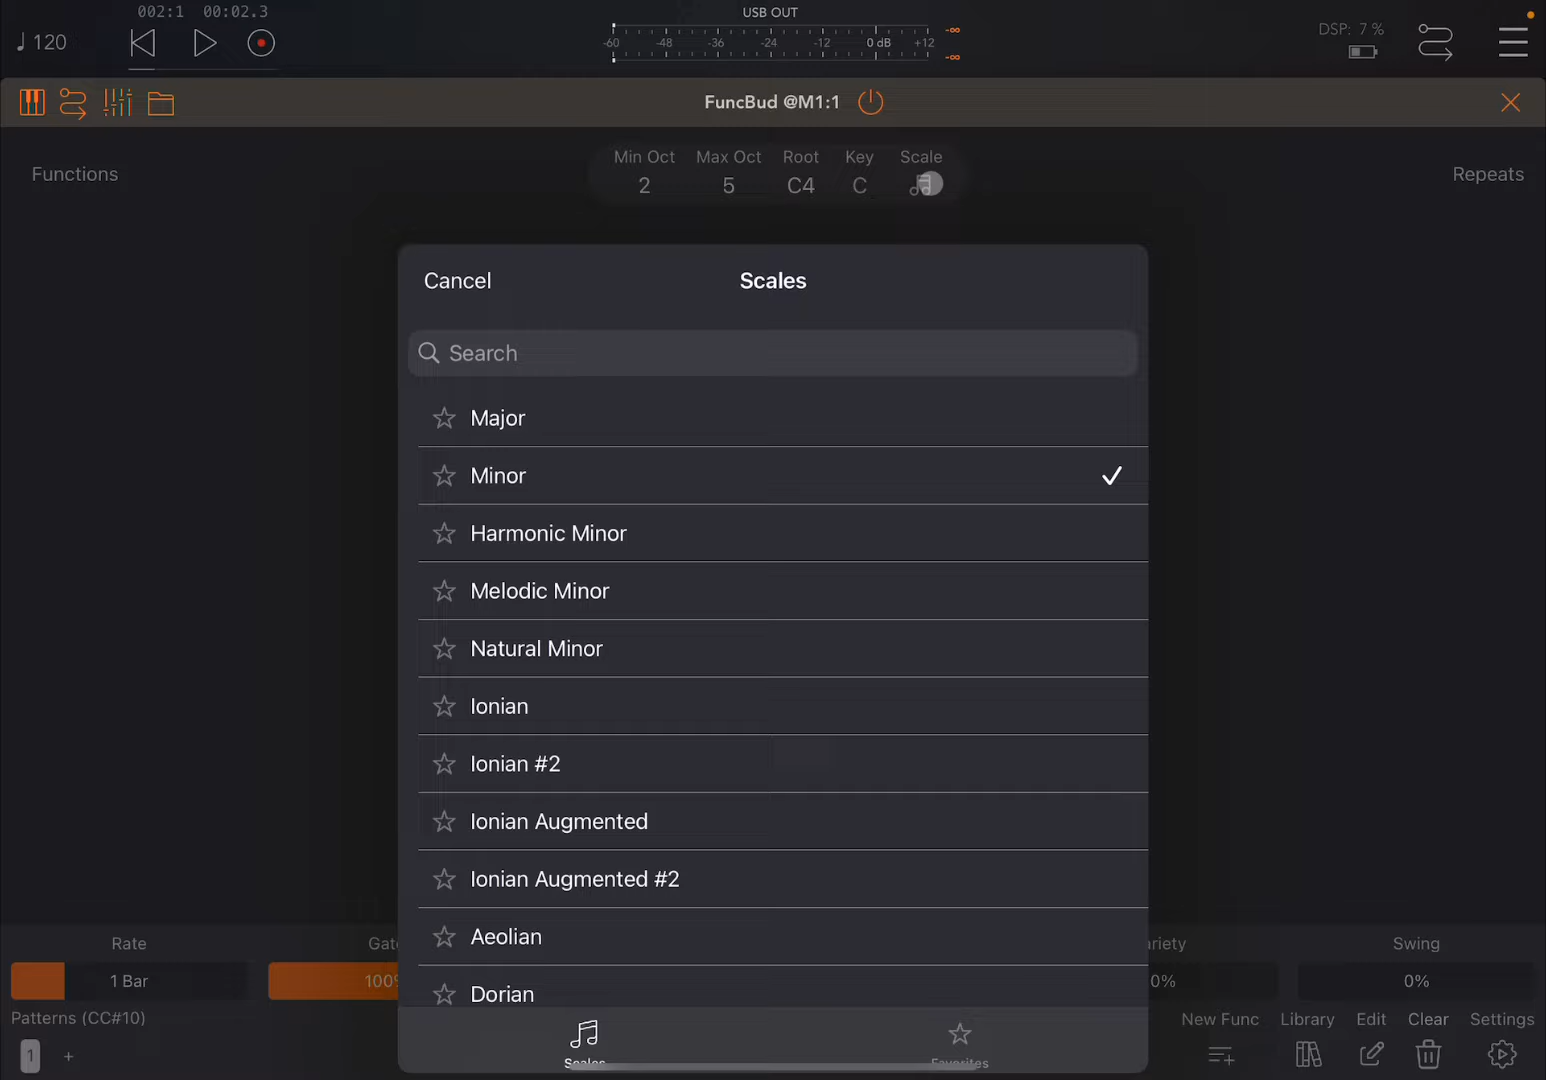 002:1 00:02.3
USB OUT
♩ 120
-60 -48 -36 -24 -12 0 dB +12
-∞
-∞
DSP: 7 %
FuncBud @M1:1
Functions
Min Oct Max Oct Root Key Scale
2 5 C4 C
Repeats
Cancel
Scales
Search
Major
Minor
Harmonic Minor
Melodic Minor
Natural Minor
Ionian
Ionian #2
Ionian Augmented
Ionian Augmented #2
Aeolian
Dorian
Scales
Favorites
Rate
1 Bar
Swing
0%
0%
Patterns (CC#10)
1 +
New Func Library Edit Clear Settings